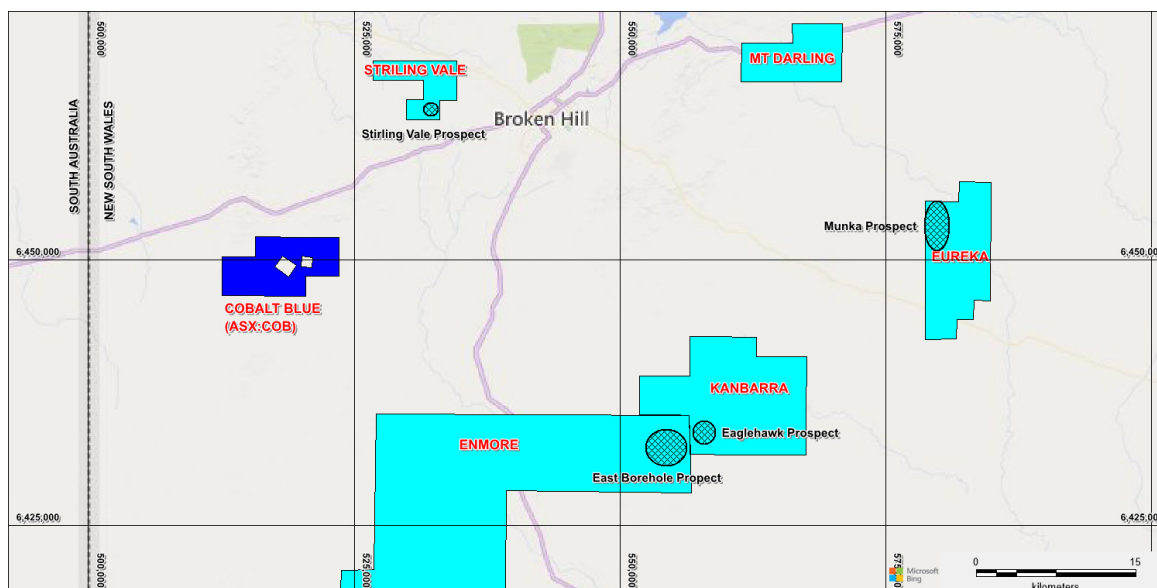 500,000
525,000
550,000
575,000
STRILING VALE
MT DARLING
Broken Hill
Stirling Vale Prospect
SOUTH AUSTRALIA
NEW SOUTH WALES
Munka Prospect
6,450,000
6,450,000
EUREKA
COBALT BLUE
(ASX:COB)
KANBARRA
Eaglehawk Prospect
ENMORE
East Borehole Propect
6,425,000
6,425,000
500,000
525,000
550,000
575,000
Microsoft
Bing
0
15
kilometers